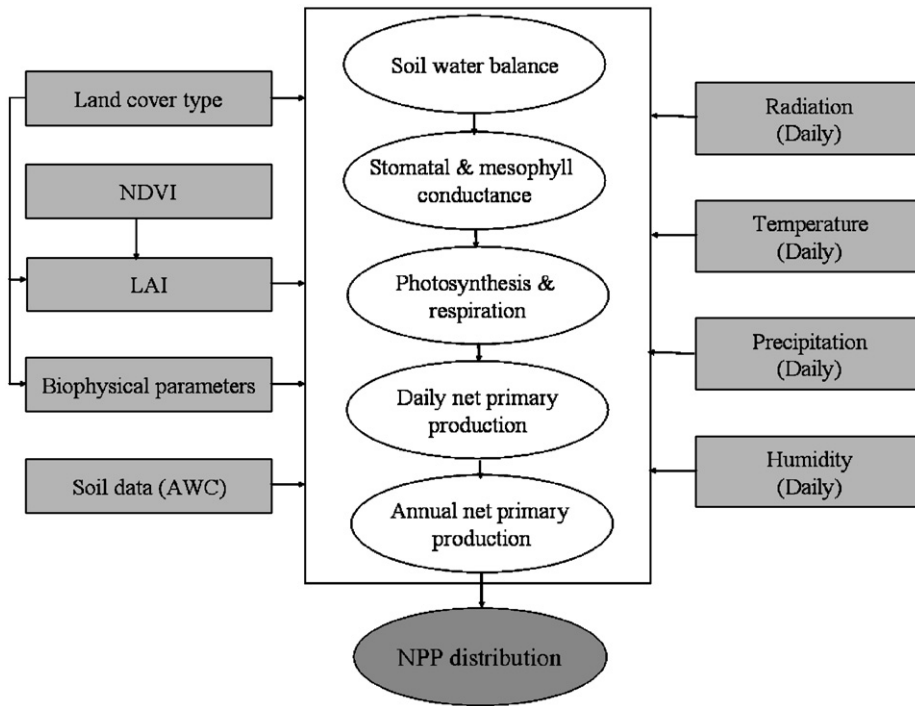 Soil water balance
Land cover type
Radiation
(Daily)
Stomatal & mesophyll
conductance
NDVI
Temperature
(Daily)
LAI
Photosynthesis &
respiration
Precipitation
(Daily)
Biophysical parameters
Daily net primary
production
Soil data (AWC)
Humidity
(Daily)
Annual net primary
production
NPP distribution